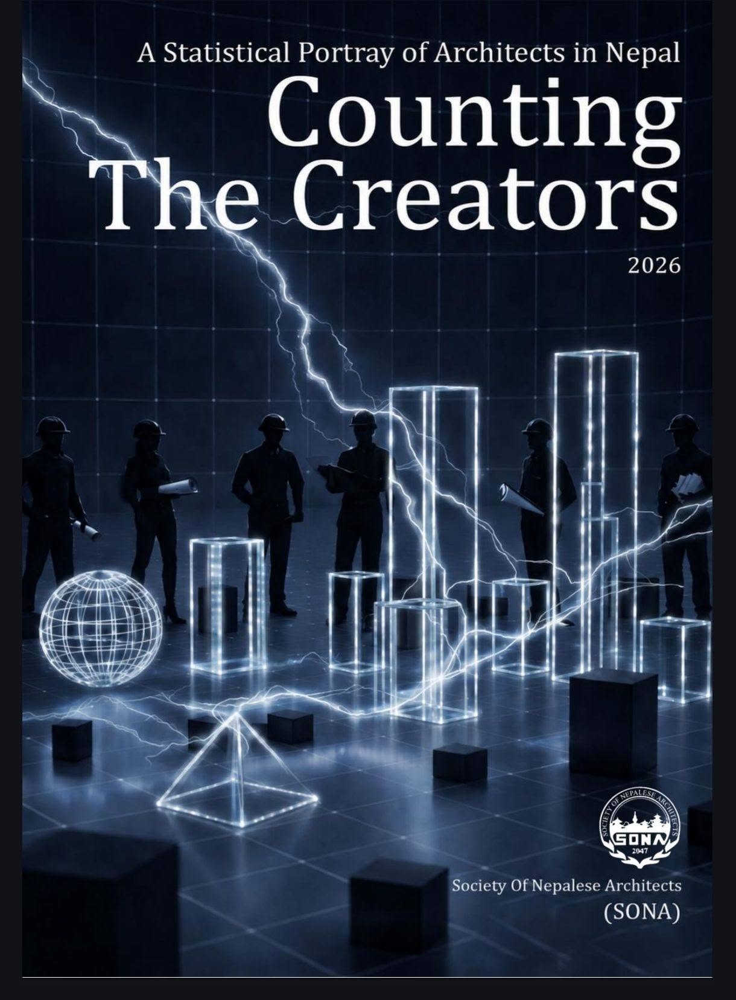 A Statistical Portray of Architects in Nepal
Counting
The Creators
2026
SOCIETY OF NEPALESE ARCHITECTS
SONA
2047
Society Of Nepalese Architects
(SONA)